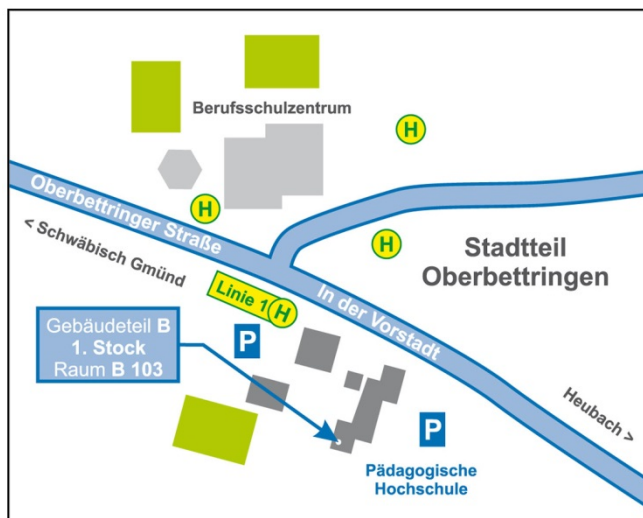 Berufsschulzentrum
H
Oberbettringer Straße
H
< Schwäbisch Gmünd
H
Stadtteil
Oberbettringen
Linie 1 H
In der Vorstadt
Gebäudeteil B
1. Stock
Raum B 103
P
Heubach >
P
Pädagogische
Hochschule